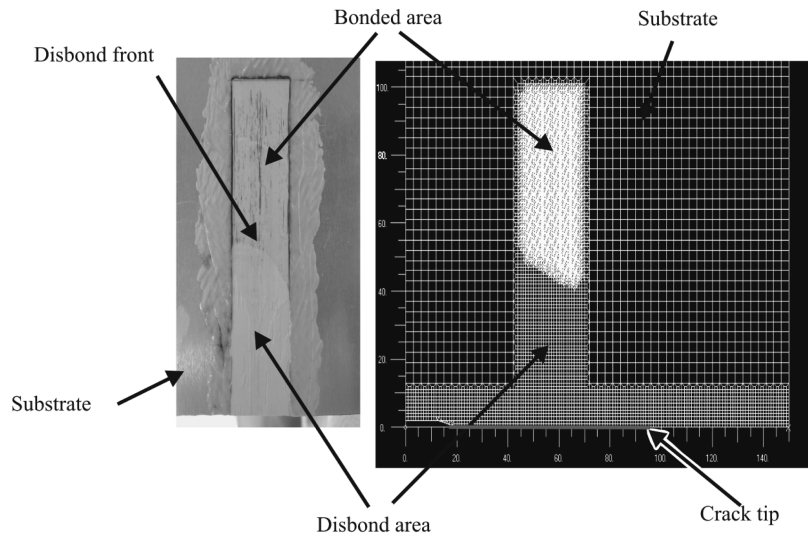 Bonded area
Substrate
Disbond front
100.
80.
60.
40.
20.
0.
0. 20. 40. 60. 80. 100. 120. 140.
Substrate
Crack tip
Disbond area